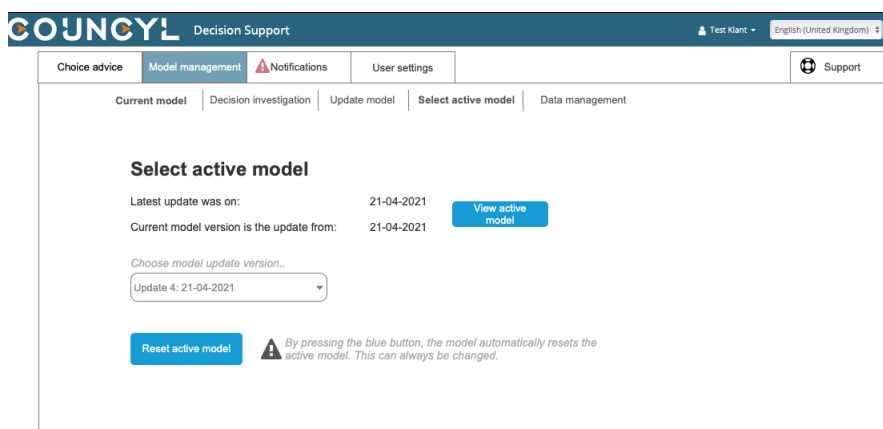 COUNCYL Decision Support
Test Klant
English (United Kingdom)
Choice advice
Model management
Notifications
User settings
Support
Current model
Decision investigation
Update model
Select active model
Data management
Select active model
Latest update was on: 21-04-2021
View active
model
Current model version is the update from: 21-04-2021
Choose model update version..
Update 4: 21-04-2021
Reset active model
By pressing the blue button, the model automatically resets the
active model. This can always be changed.